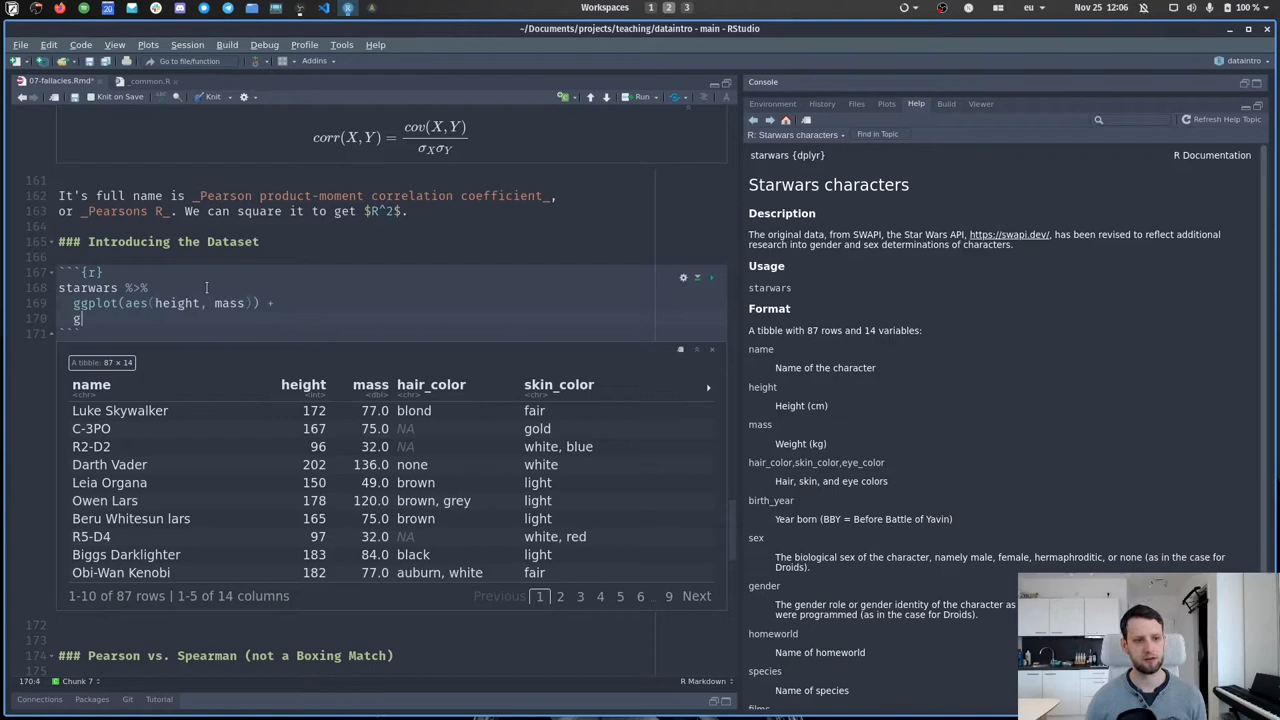 Workspaces 1 2 3 eu Nov 25 12:06 100 %
~/Documents/projects/teaching/dataintro - main - RStudio
File Edit Code View Plots Session Build Debug Profile Tools Help
Go to file/function Addins dataintro
07-fallacies.Rmd* _common.R
Knit on Save Knit Run
corr(X, Y) = cov(X, Y) / σXσY
161
162 It's full name is _Pearson product-moment correlation coefficient_,
163 or _Pearsons R_. We can square it to get $R^2$.
164
165 ### Introducing the Dataset
166
167 ```{r}
168 starwars %>%
169 ggplot(aes(height, mass)) +
170 g
171 ```
A tibble: 87 × 14
name height mass hair_color skin_color
<chr> <int> <dbl> <chr> <chr>
Luke Skywalker 172 77.0 blond fair
C-3PO 167 75.0 NA gold
R2-D2 96 32.0 NA white, blue
Darth Vader 202 136.0 none white
Leia Organa 150 49.0 brown light
Owen Lars 178 120.0 brown, grey light
Beru Whitesun lars 165 75.0 brown light
R5-D4 97 32.0 NA white, red
Biggs Darklighter 183 84.0 black light
Obi-Wan Kenobi 182 77.0 auburn, white fair
1-10 of 87 rows | 1-5 of 14 columns Previous 1 2 3 4 5 6 … 9 Next
172
173
174 ### Pearson vs. Spearman (not a Boxing Match)
175
170:4 Chunk 7 R Markdown
Connections Packages Git Tutorial
Console
Environment History Files Plots Help Build Viewer
Refresh Help Topic
R: Starwars characters Find in Topic
starwars {dplyr} R Documentation
Starwars characters
Description
The original data, from SWAPI, the Star Wars API, https://swapi.dev/, has been revised to reflect additional
research into gender and sex determinations of characters.
Usage
starwars
Format
A tibble with 87 rows and 14 variables:
name
Name of the character
height
Height (cm)
mass
Weight (kg)
hair_color,skin_color,eye_color
Hair, skin, and eye colors
birth_year
Year born (BBY = Before Battle of Yavin)
sex
The biological sex of the character, namely male, female, hermaphroditic, or none (as in the case for
Droids).
gender
The gender role or gender identity of the character as
were programmed (as in the case for Droids).
homeworld
Name of homeworld
species
Name of species
films